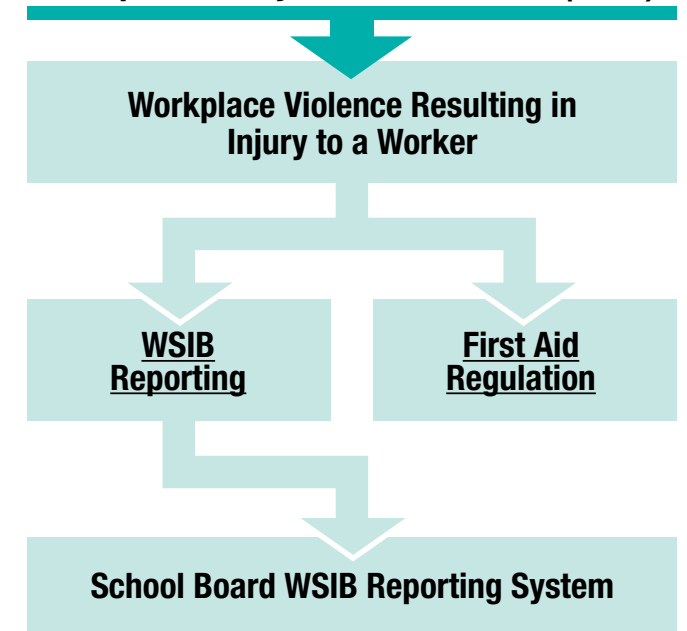 Workplace Violence Resulting in
Injury to a Worker
WSIB
Reporting
First Aid
Regulation
School Board WSIB Reporting System